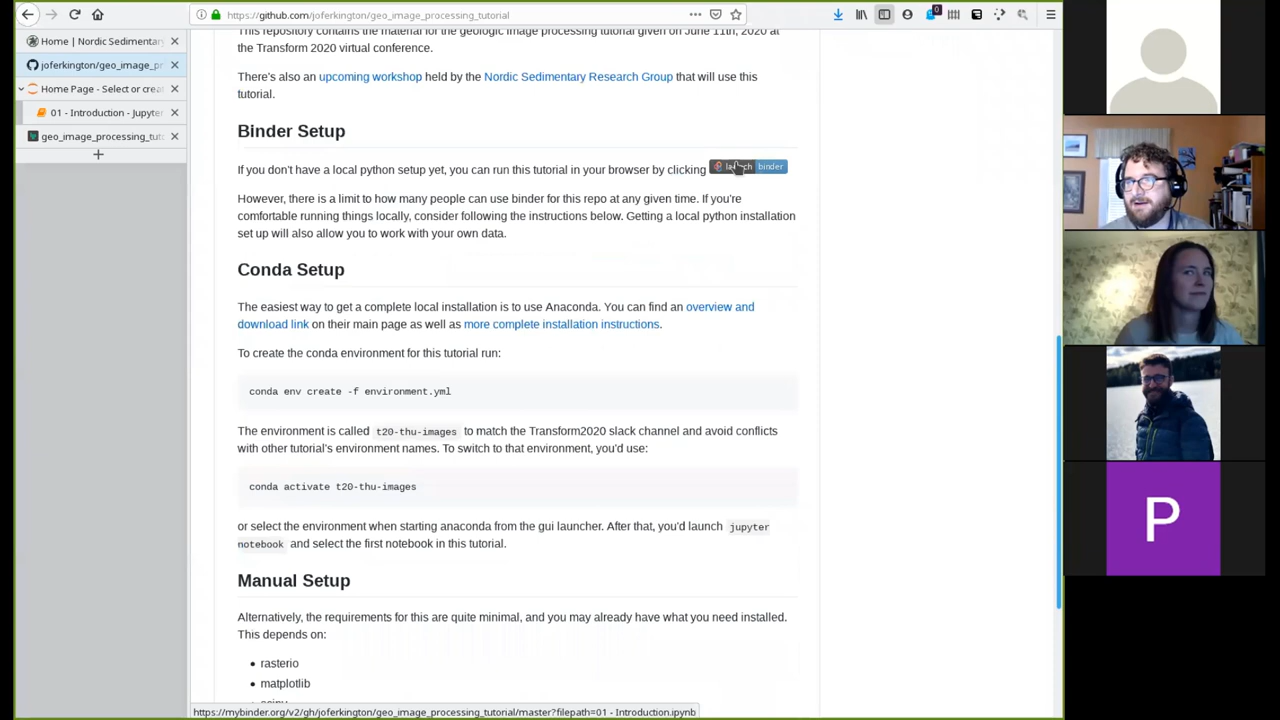 https://github.com/joferkington/geo_image_processing_tutorial
0
Home | Nordic Sedimentar
joferkington/geo_image_pr
Home Page - Select or crea
01 - Introduction - Jupyter
geo_image_processing_tuto
This repository contains the material for the geologic image processing tutorial given on June 11th, 2020 at
the Transform 2020 virtual conference.
There's also an upcoming workshop held by the Nordic Sedimentary Research Group that will use this
tutorial.
Binder Setup
If you don't have a local python setup yet, you can run this tutorial in your browser by clicking launch binder
However, there is a limit to how many people can use binder for this repo at any given time. If you're
comfortable running things locally, consider following the instructions below. Getting a local python installation
set up will also allow you to work with your own data.
Conda Setup
The easiest way to get a complete local installation is to use Anaconda. You can find an overview and
download link on their main page as well as more complete installation instructions.
To create the conda environment for this tutorial run:
conda env create -f environment.yml
The environment is called t20-thu-images to match the Transform2020 slack channel and avoid conflicts
with other tutorial's environment names. To switch to that environment, you'd use:
conda activate t20-thu-images
or select the environment when starting anaconda from the gui launcher. After that, you'd launch jupyter
notebook and select the first notebook in this tutorial.
Manual Setup
Alternatively, the requirements for this are quite minimal, and you may already have what you need installed.
This depends on:
rasterio
matplotlib
https://mybinder.org/v2/gh/joferkington/geo_image_processing_tutorial/master?filepath=01 - Introduction.ipynb
P